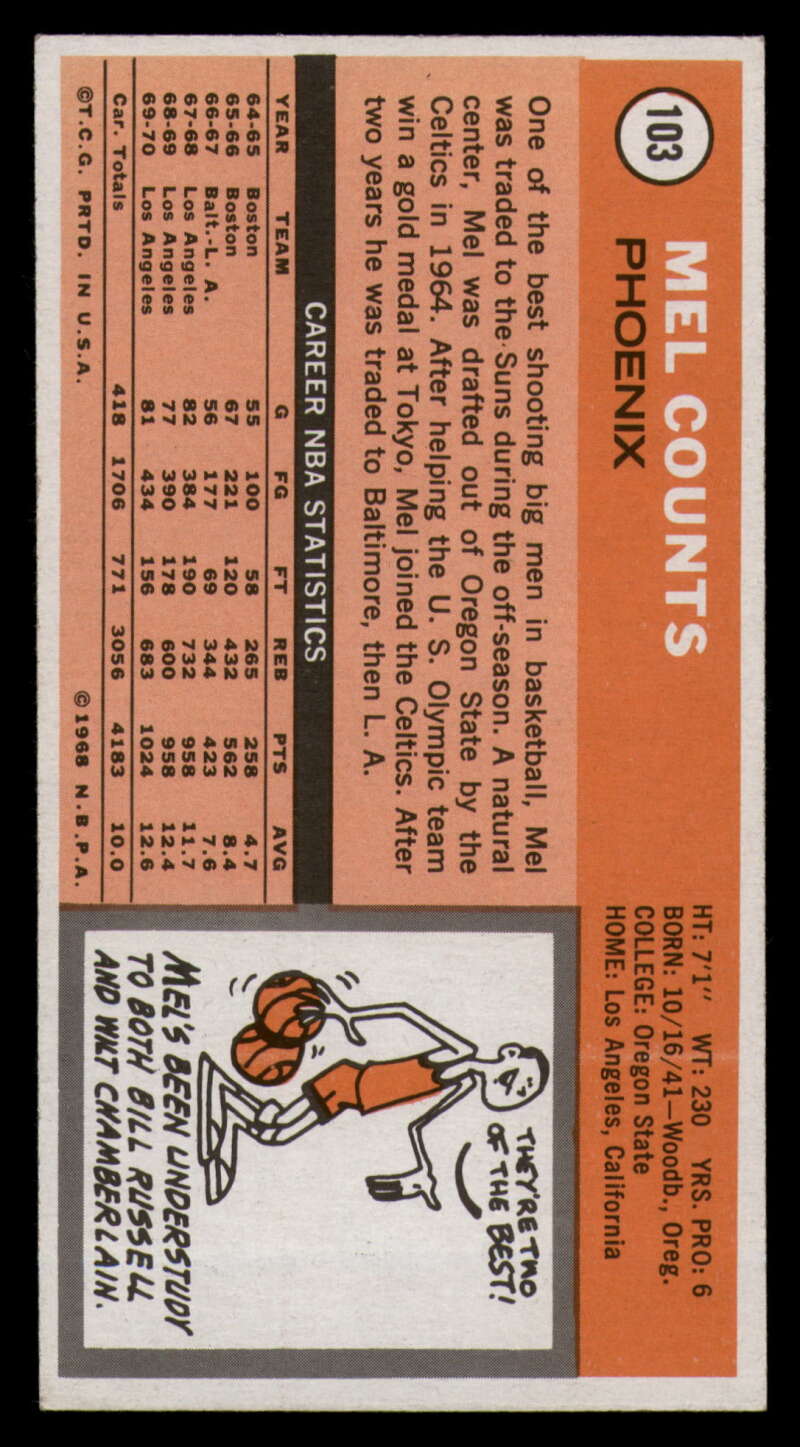 103
MEL COUNTS
PHOENIX
HT: 7'1" WT: 230 YRS. PRO: 6
BORN: 10/16/41—Woodb., Oreg.
COLLEGE: Oregon State
HOME: Los Angeles, California
One of the best shooting big men in basketball, Mel
was traded to the Suns during the off-season. A natural
center, Mel was drafted out of Oregon State by the
Celtics in 1964. After helping the U. S. Olympic team
win a gold medal at Tokyo, Mel joined the Celtics. After
two years he was traded to Baltimore, then L. A.
CAREER NBA STATISTICS
YEAR TEAM G FG FT REB PTS AVG
64-65 Boston 55 100 58 265 258 4.7
65-66 Boston 67 221 120 432 562 8.4
66-67 Balt.-L. A. 56 177 69 344 423 7.6
67-68 Los Angeles 82 384 190 732 958 11.7
68-69 Los Angeles 77 390 178 600 958 12.4
69-70 Los Angeles 81 434 156 683 1024 12.6
Car. Totals 418 1706 771 3056 4183 10.0
©T.C.G. PRTD. IN U.S.A. ©1968 N.B.P.A.
THEY'RE TWO
OF THE BEST!
MEL'S BEEN UNDERSTUDY
TO BOTH BILL RUSSELL
AND WILT CHAMBERLAIN.